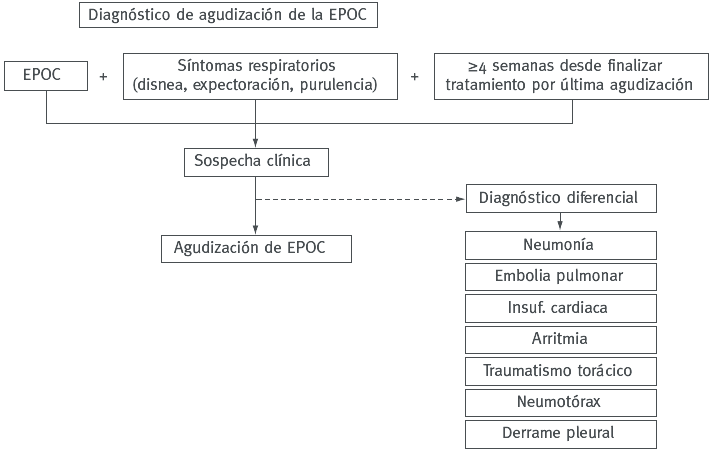 Diagnóstico de agudización de la EPOC
EPOC
+
Síntomas respiratorios
(disnea, expectoración, purulencia)
+
≥4 semanas desde finalizar
tratamiento por última agudización
Sospecha clínica
Diagnóstico diferencial
Agudización de EPOC
Neumonía
Embolia pulmonar
Insuf. cardiaca
Arritmia
Traumatismo torácico
Neumotórax
Derrame pleural